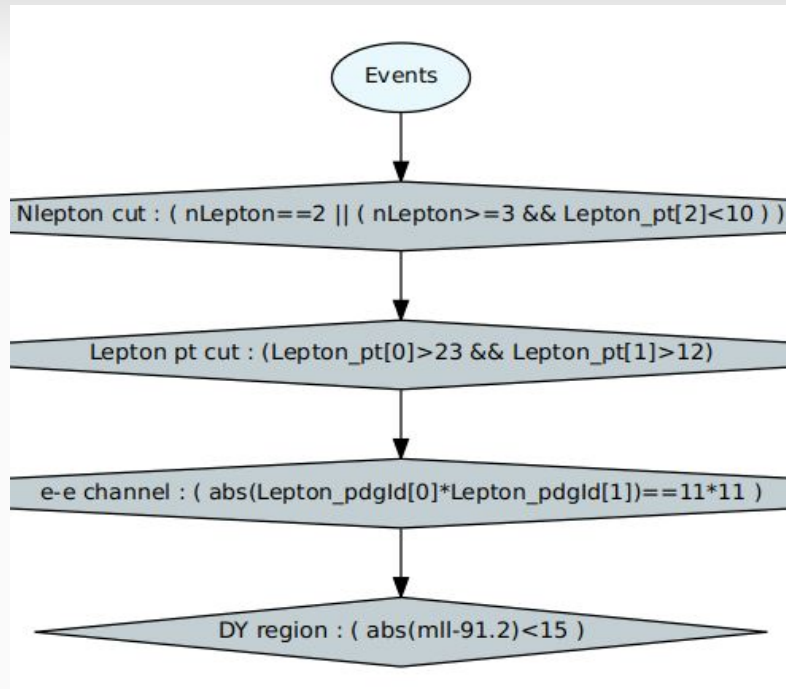 Events
Nlepton cut : ( nLepton==2 || ( nLepton>=3 && Lepton_pt[2]<10 ) )
Lepton pt cut : (Lepton_pt[0]>23 && Lepton_pt[1]>12)
e-e channel : ( abs(Lepton_pdgId[0]*Lepton_pdgId[1])==11*11 )
DY region : ( abs(mll-91.2)<15 )